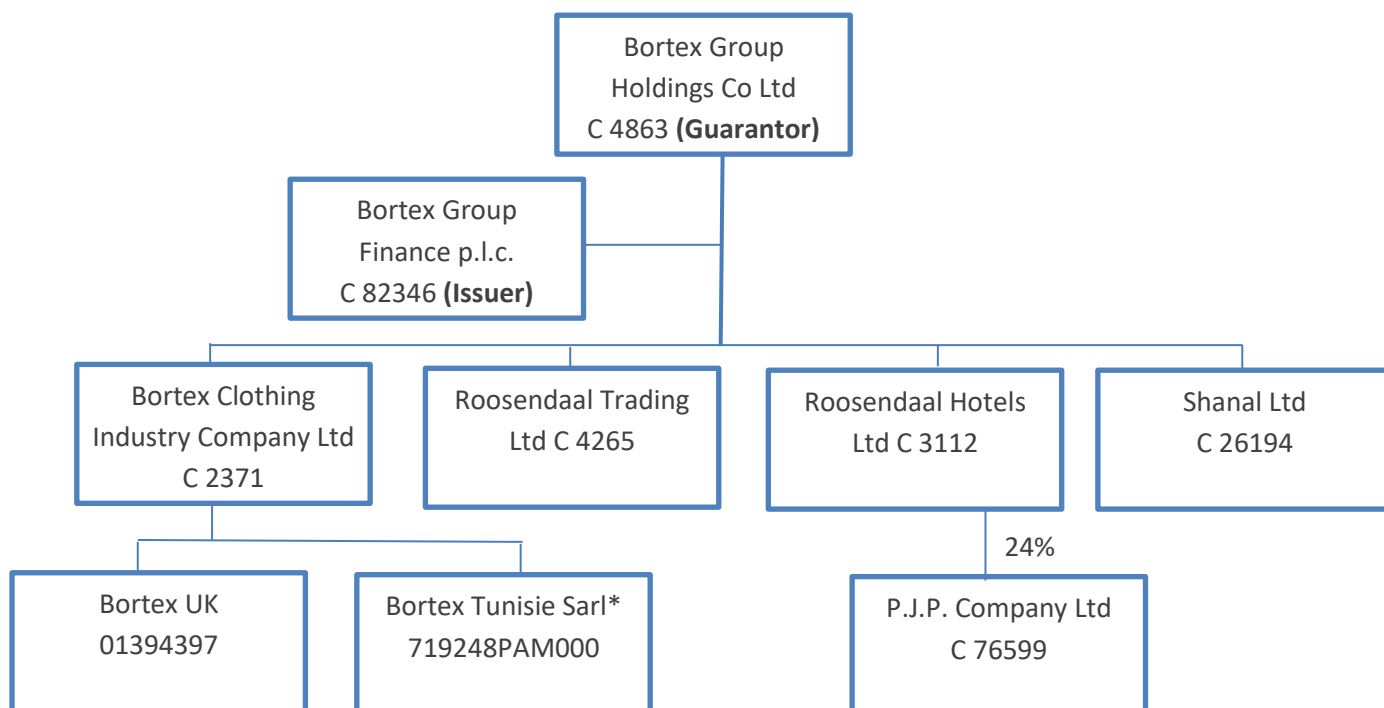 Bortex Group
Holdings Co Ltd
C 4863 (Guarantor)
Bortex Group
Finance p.l.c.
C 82346 (Issuer)
Bortex Clothing
Industry Company Ltd
C 2371
Roosendaal Trading
Ltd C 4265
Roosendaal Hotels
Ltd C 3112
Shanal Ltd
C 26194
24%
Bortex UK
01394397
Bortex Tunisie Sarl*
719248PAM000
P.J.P. Company Ltd
C 76599